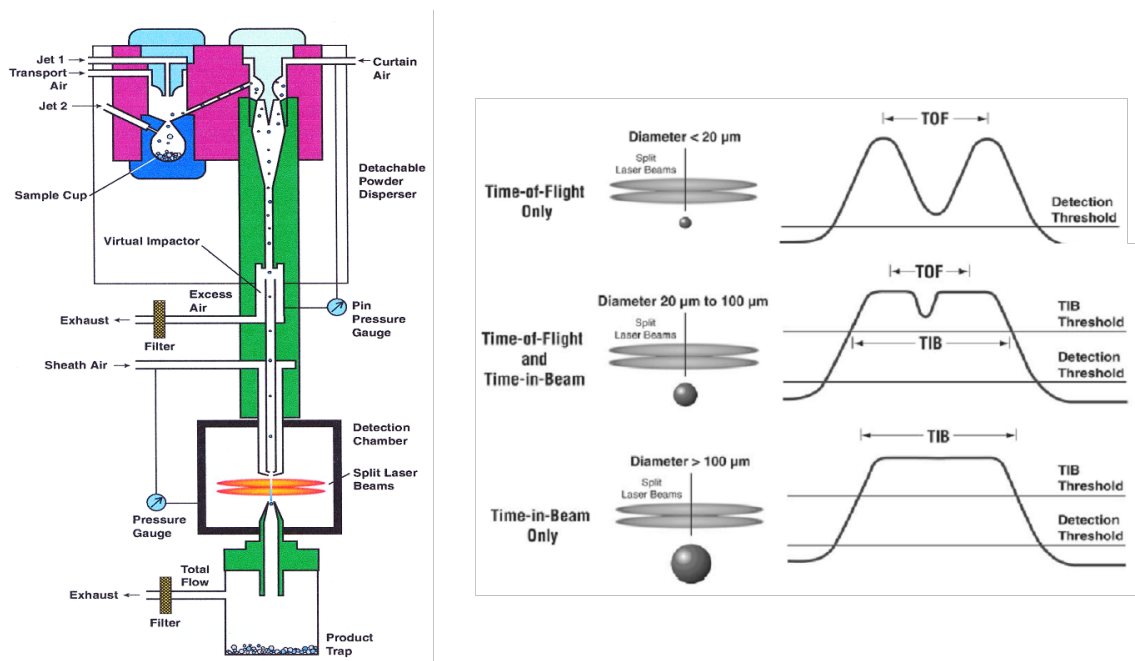 Jet 1
Transport
Air
Jet 2
Curtain
Air
Sample Cup
Detachable
Powder
Disperser
Virtual Impactor
Excess
Air
Exhaust
Filter
Pin
Pressure
Gauge
Sheath Air
Detection
Chamber
Split Laser
Beams
Pressure
Gauge
Total
Flow
Exhaust
Filter
Product
Trap
Time-of-Flight
Only
Diameter < 20 µm
Split
Laser Beams
TOF
Detection
Threshold
Time-of-Flight
and
Time-in-Beam
Diameter 20 µm to 100 µm
Split
Laser Beams
TOF
TIB
TIB
Threshold
Detection
Threshold
Time-in-Beam
Only
Diameter > 100 µm
Split
Laser Beams
TIB
TIB
Threshold
Detection
Threshold